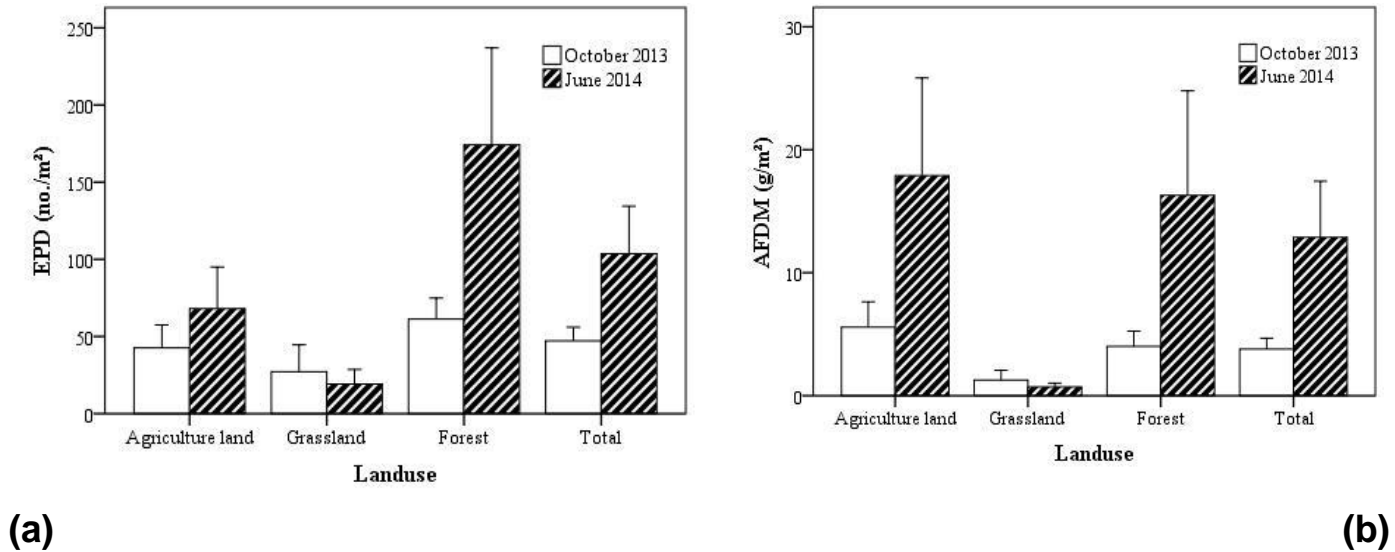 250
200
150
100
50
0
EPD (no./m²)
October 2013
June 2014
Agriculture land
Grassland
Forest
Total
Landuse
(a)
30
20
10
0
AFDM (g/m²)
October 2013
June 2014
Agriculture land
Grassland
Forest
Total
Landuse
(b)